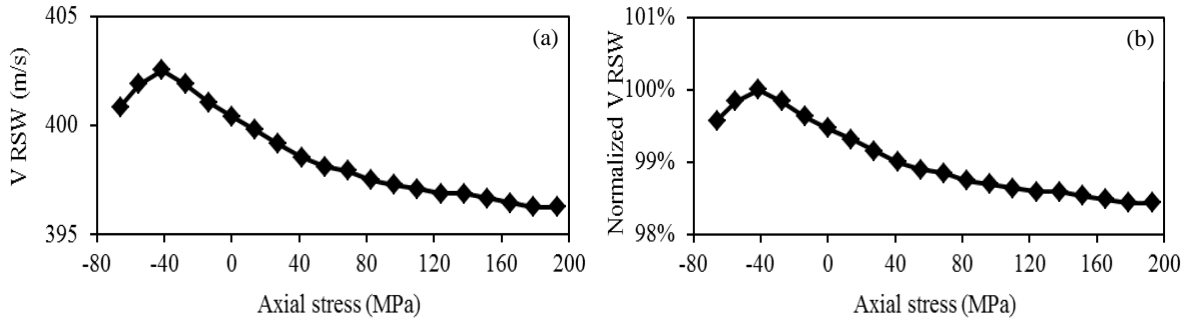 405
400
395
V RSW (m/s)
(a)
-80 -40 0 40 80 120 160 200
Axial stress (MPa)
101%
100%
99%
98%
Normalized V RSW
(b)
-80 -40 0 40 80 120 160 200
Axial stress (MPa)